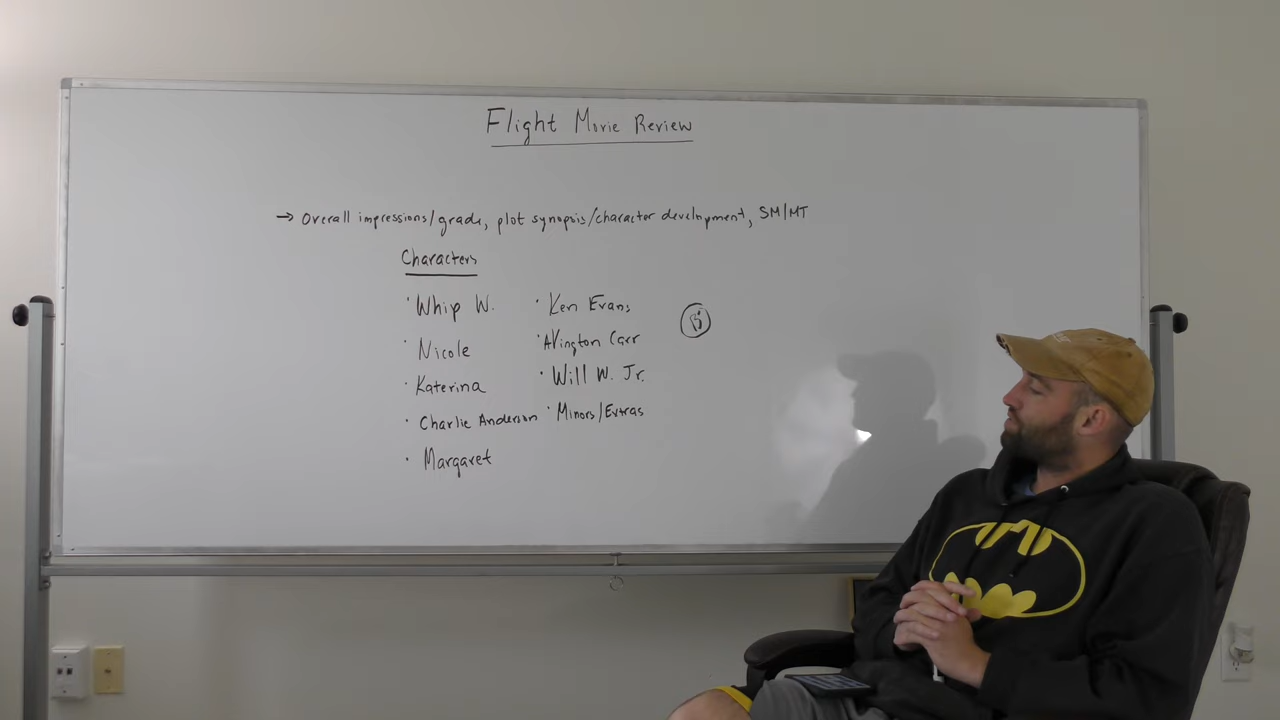 Flight Movie Review
→ Overall impressions/grade, plot synopsis/character development, SM/MT
Characters
• Whip W.
• Nicole
• Katerina
• Charlie Anderson
• Margaret
• Ken Evans
• Avington Carr
• Will W. Jr.
• Minors/Extras